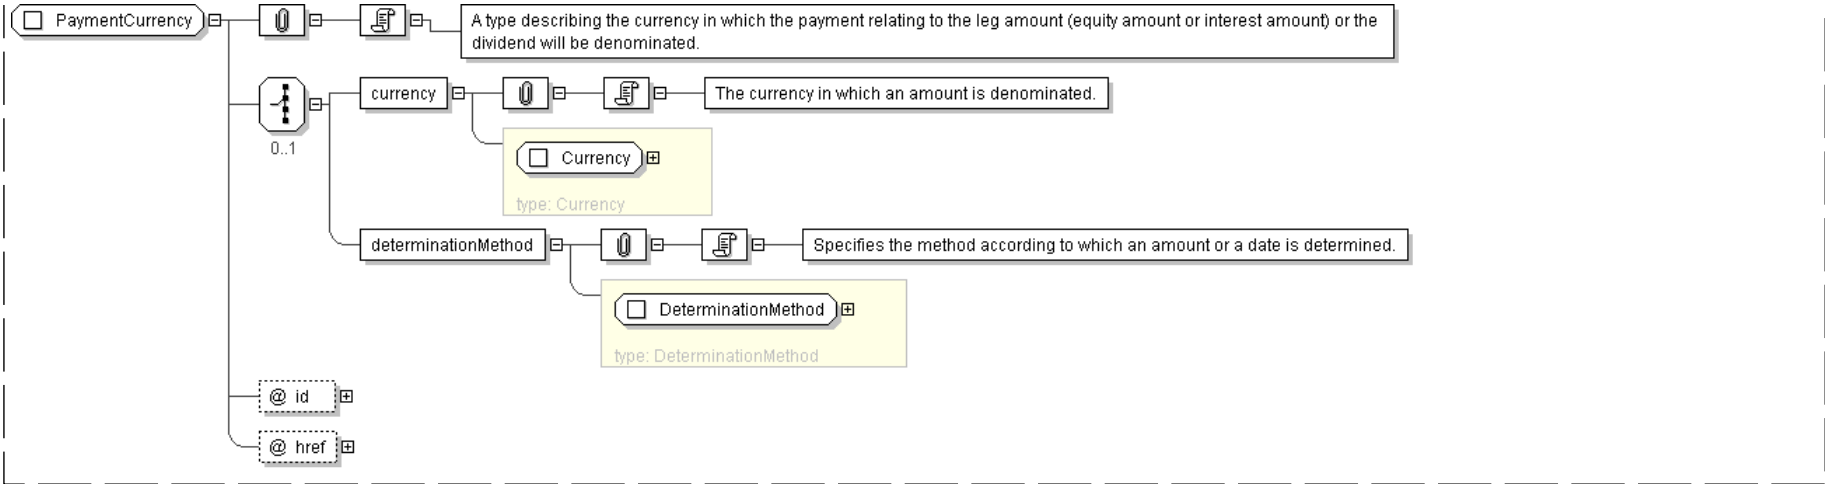 PaymentCurrency
A type describing the currency in which the payment relating to the leg amount (equity amount or interest amount) or the
dividend will be denominated.
currency
The currency in which an amount is denominated.
0..1
Currency
type: Currency
determinationMethod
Specifies the method according to which an amount or a date is determined.
DeterminationMethod
type: DeterminationMethod
@ id
@ href